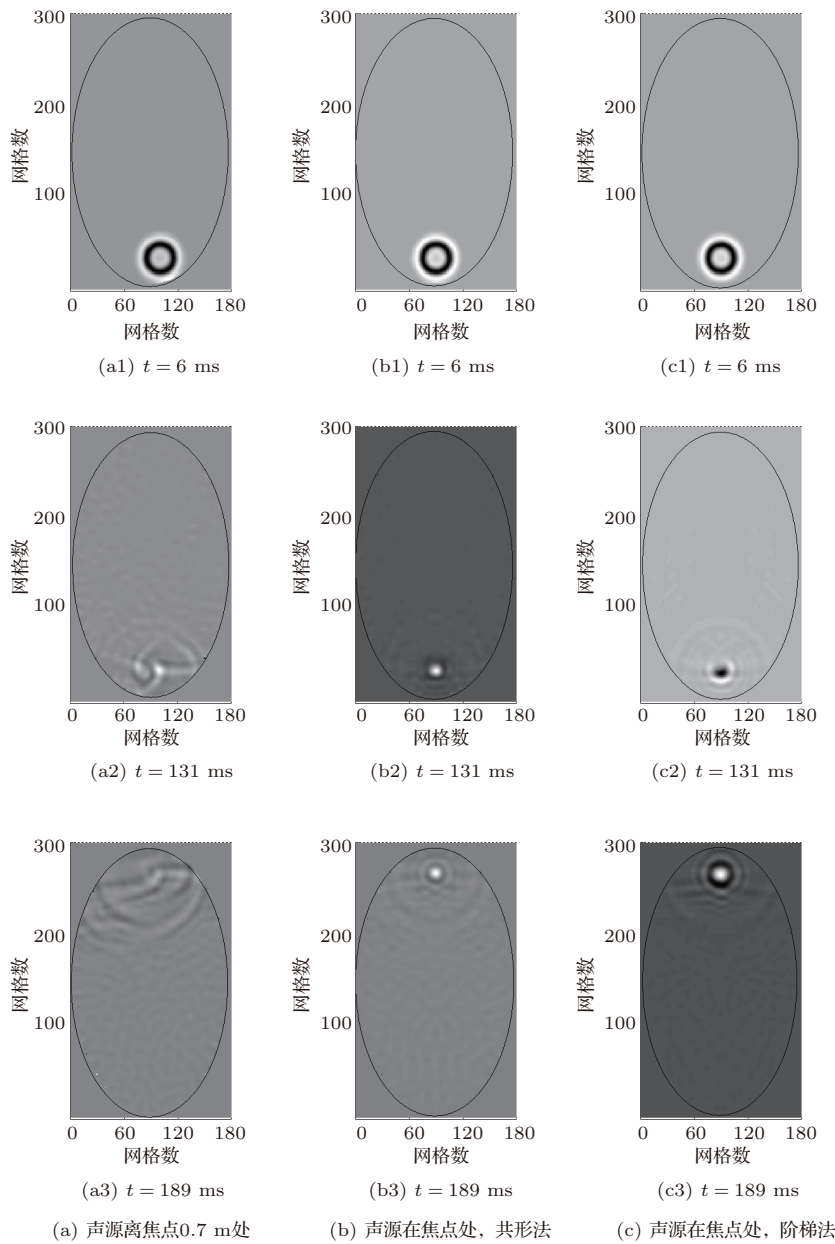 300
200
100
网格数
0 60 120 180
网格数
(a1) t = 6 ms
300
200
100
网格数
0 60 120 180
网格数
(b1) t = 6 ms
300
200
100
网格数
0 60 120 180
网格数
(c1) t = 6 ms
300
200
100
网格数
0 60 120 180
网格数
(a2) t = 131 ms
300
200
100
网格数
0 60 120 180
网格数
(b2) t = 131 ms
300
200
100
网格数
0 60 120 180
网格数
(c2) t = 131 ms
300
200
100
网格数
0 60 120 180
网格数
(a3) t = 189 ms
300
200
100
网格数
0 60 120 180
网格数
(b3) t = 189 ms
300
200
100
网格数
0 60 120 180
网格数
(c3) t = 189 ms
(a) 声源离焦点0.7 m处
(b) 声源在焦点处, 共形法
(c) 声源在焦点处, 阶梯法